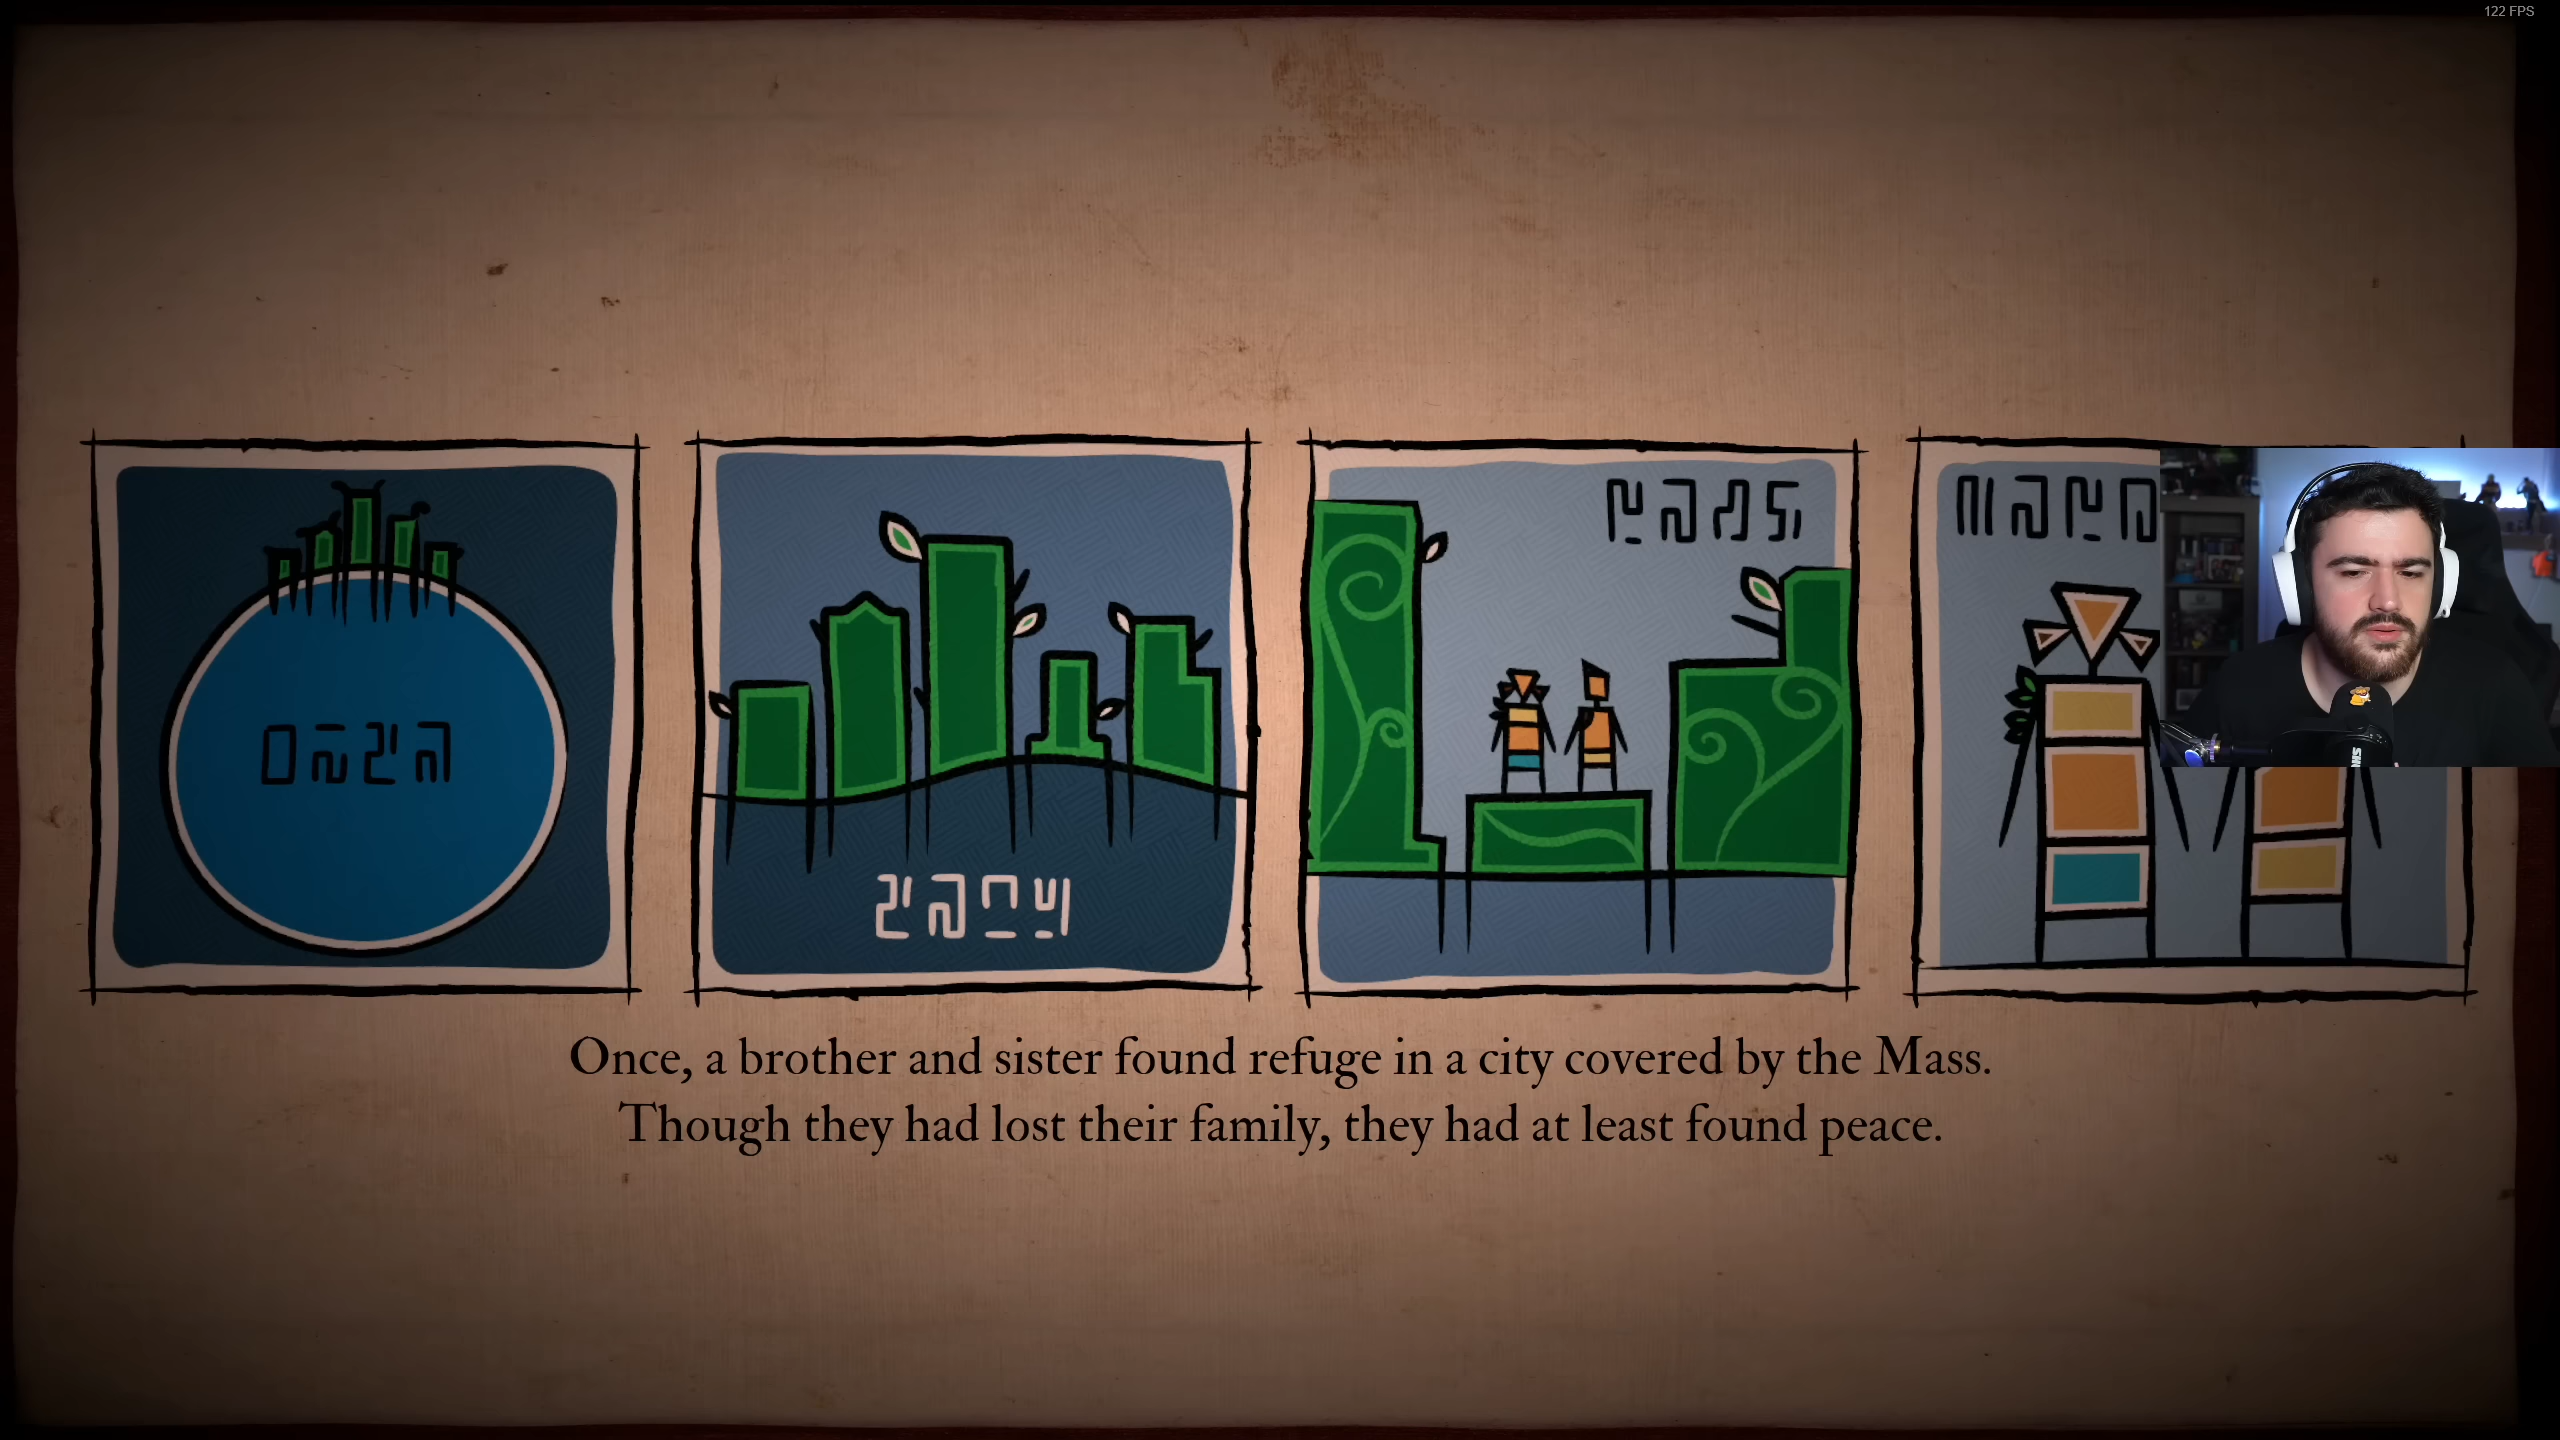 122 FPS
Once, a brother and sister found refuge in a city covered by the Mass.
Though they had lost their family, they had at least found peace.